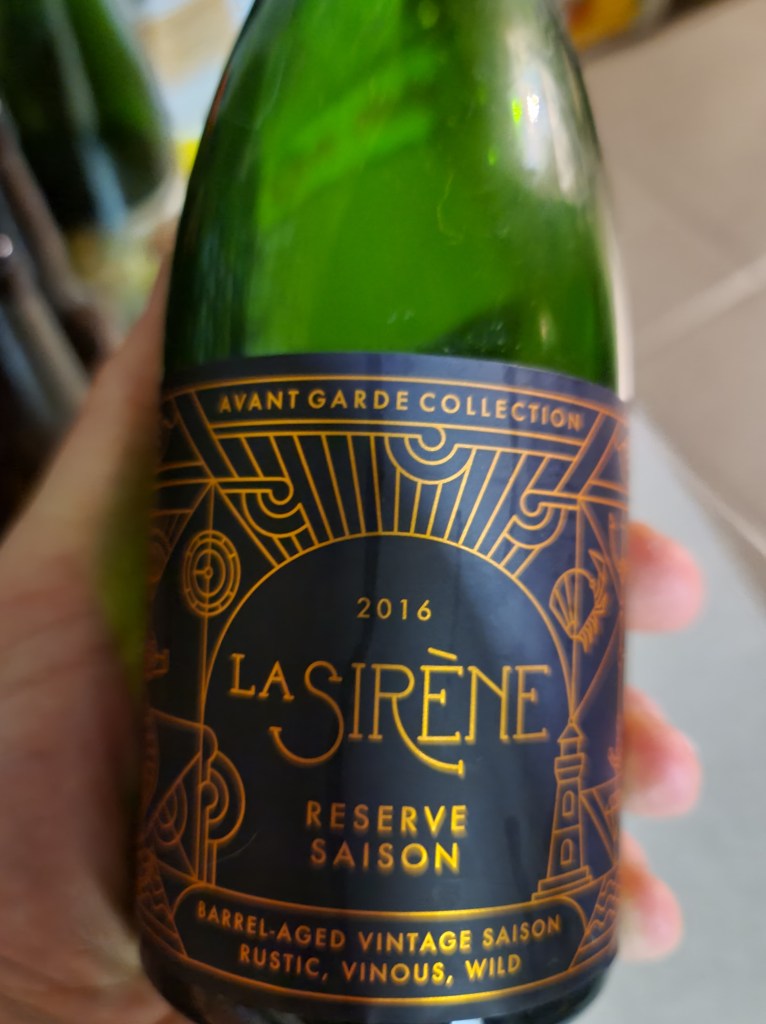 AVANT GARDE COLLECTION
2016
LA SIRÈNE
RESERVE
SAISON
BARREL-AGED VINTAGE SAISON
RUSTIC, VINOUS, WILD